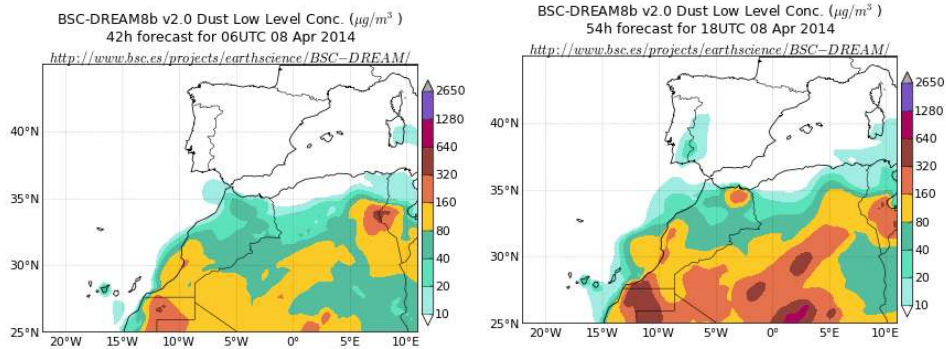 BSC-DREAM8b v2.0 Dust Low Level Conc. (μg/m³ )
42h forecast for 06UTC 08 Apr 2014
http://www.bsc.es/projects/earthscience/BSC−DREAM/
40°N
35°N
30°N
25°N
20°W
15°W
10°W
5°W
0°E
5°E
10°E
2650
1280
640
320
160
80
40
20
10
BSC-DREAM8b v2.0 Dust Low Level Conc. (μg/m³ )
54h forecast for 18UTC 08 Apr 2014
http://www.bsc.es/projects/earthscience/BSC−DREAM/
40°N
35°N
30°N
25°N
20°W
15°W
10°W
5°W
0°E
5°E
10°E
2650
1280
640
320
160
80
40
20
10